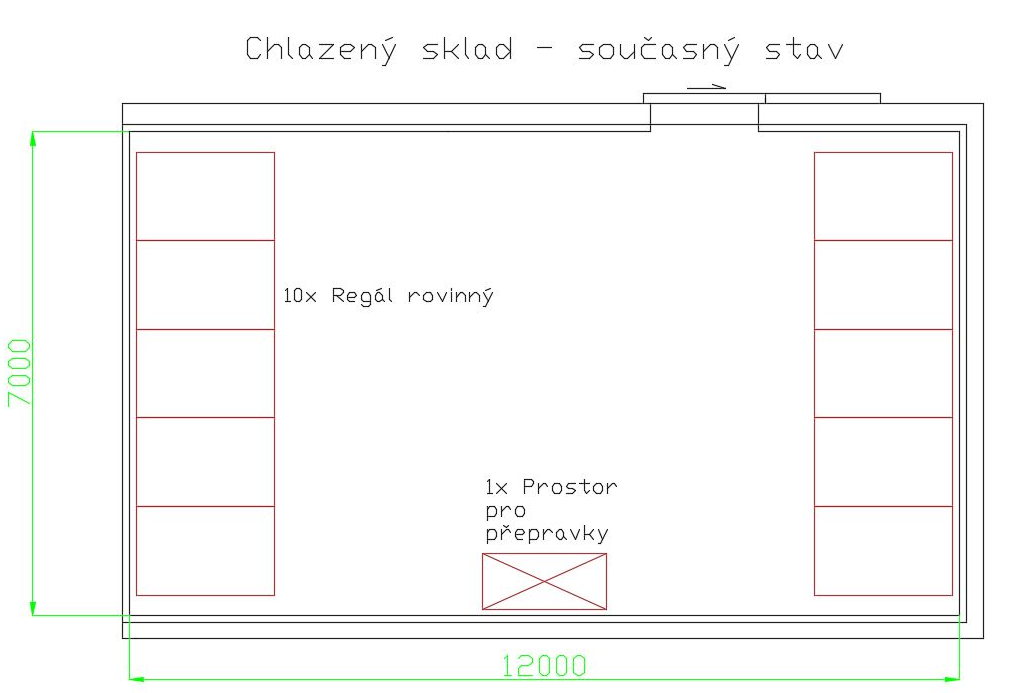 Chlazený sklad - současný stav
10x Regál rovinný
7000
1x Prostor
pro
přepravky
12000